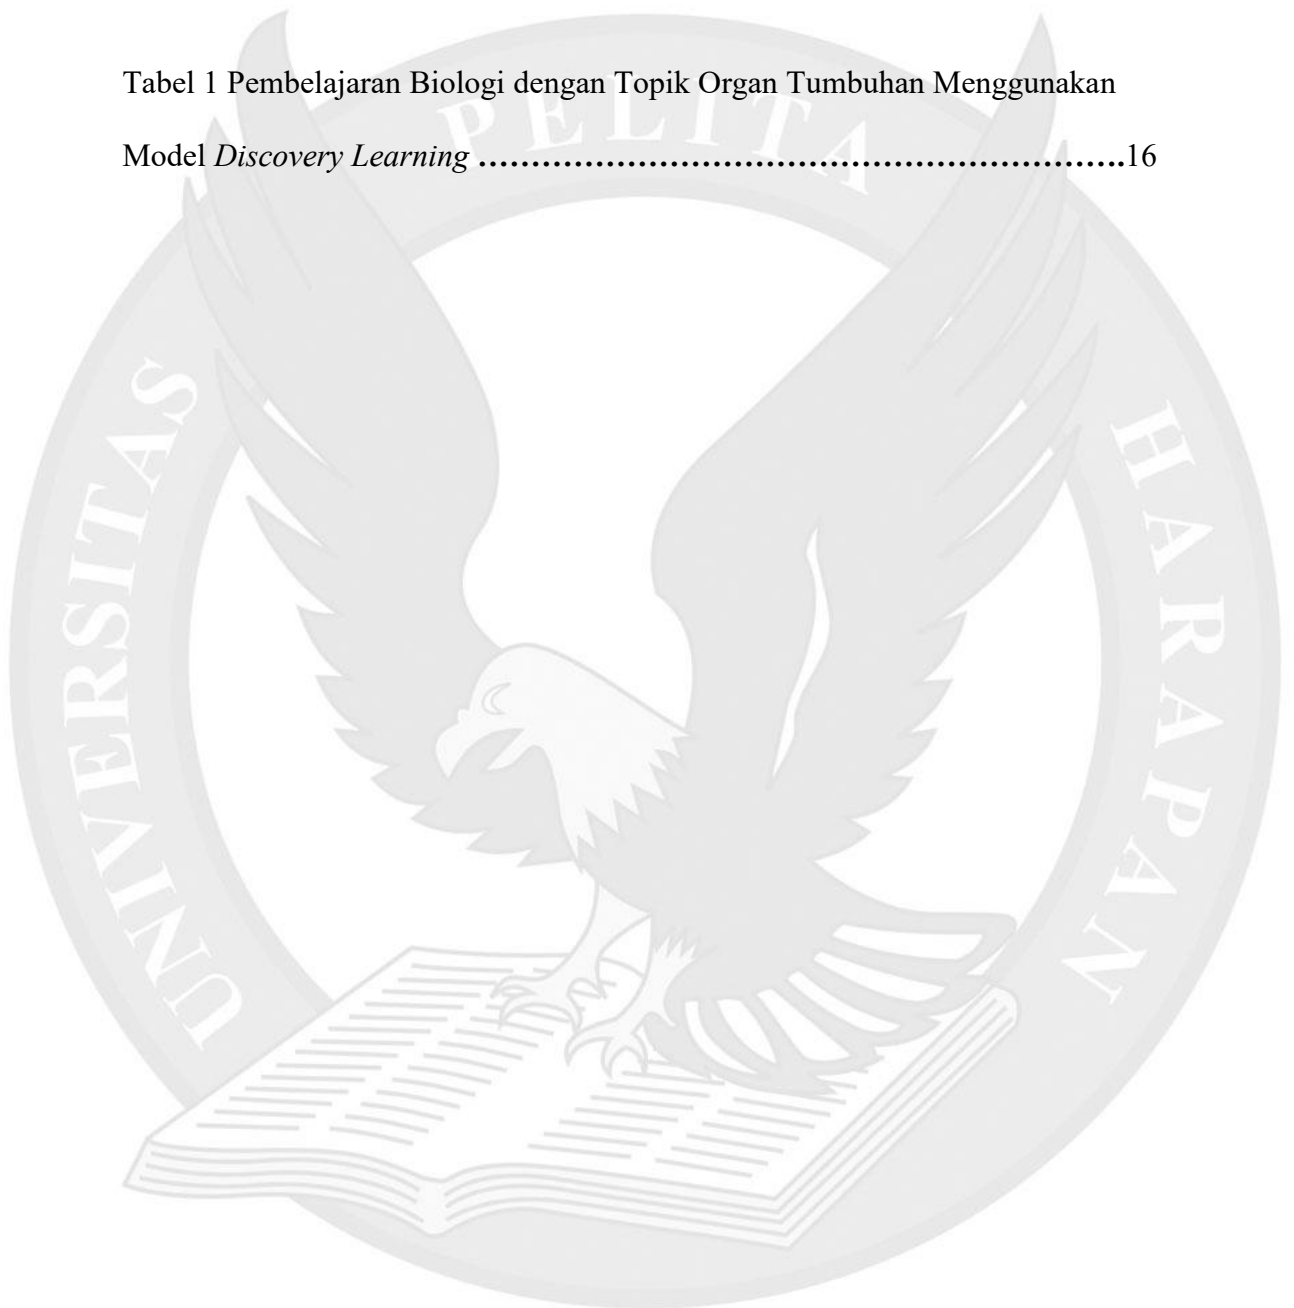 Tabel 1 Pembelajaran Biologi dengan Topik Organ Tumbuhan Menggunakan
Model Discovery Learning ……………………………………………………….16
UNIVERSITAS PELITA HARAPAN